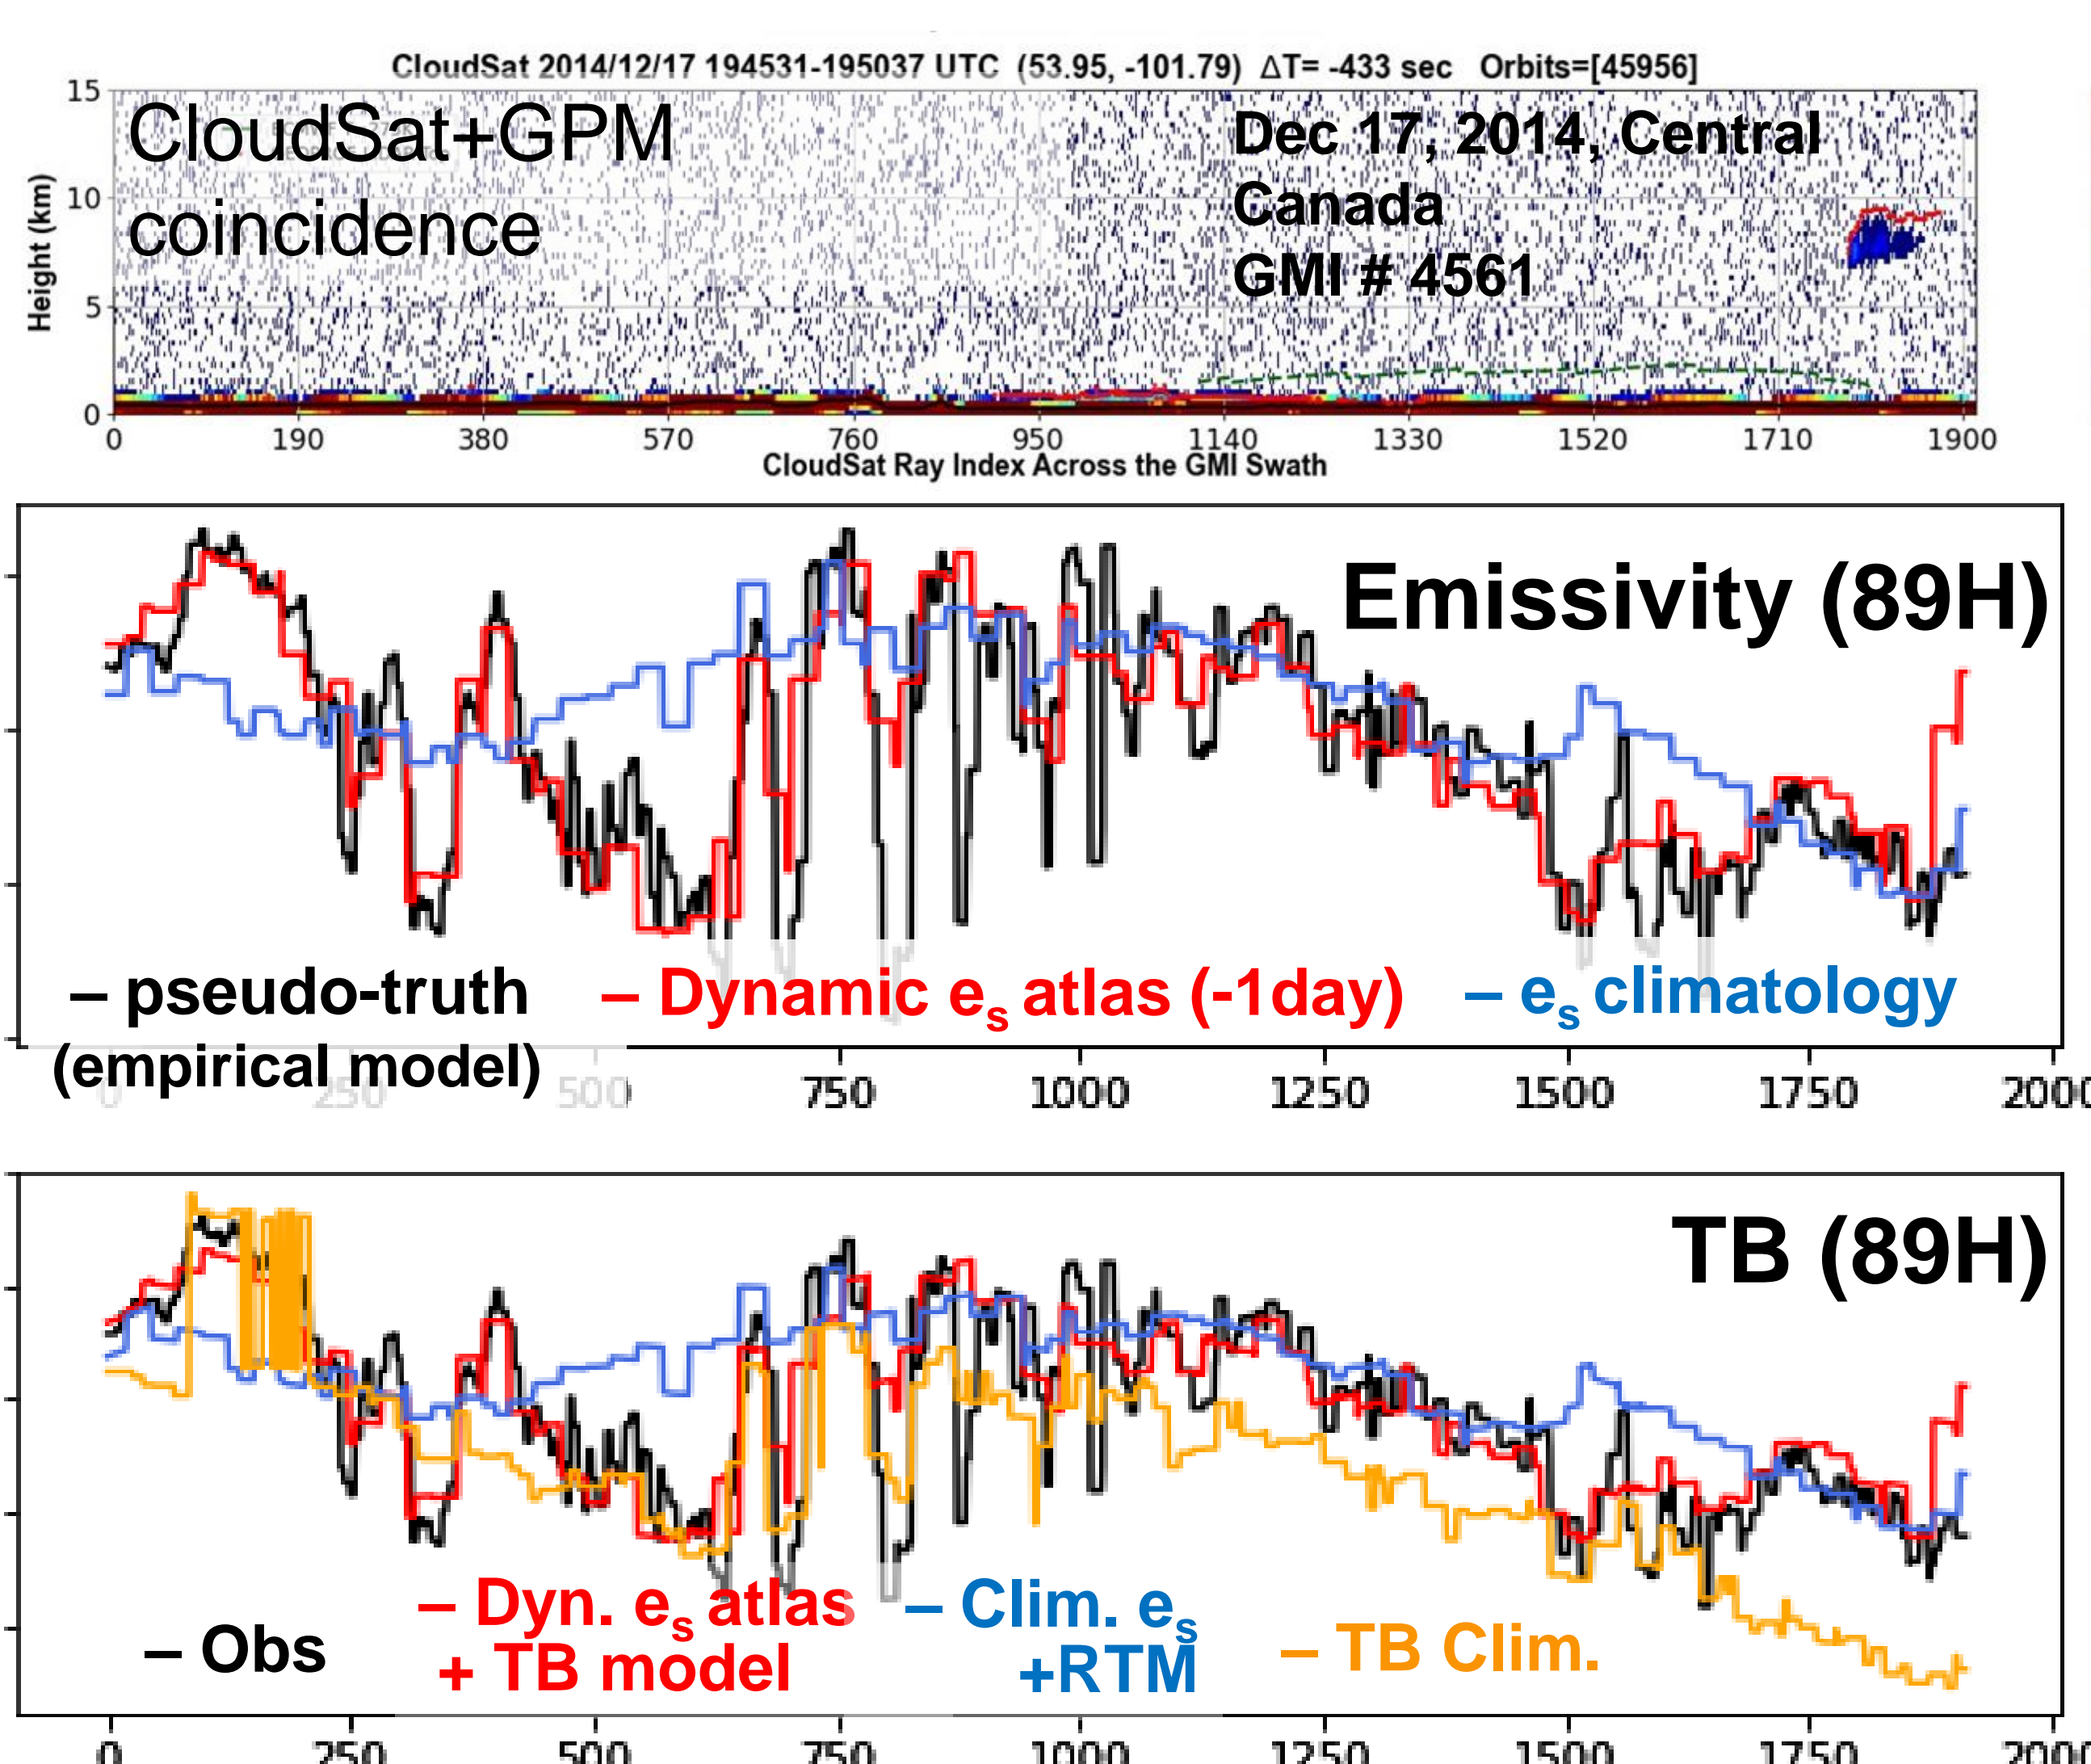 CloudSat 2014/12/17 194531-195037 UTC (53.95, -101.79) ΔT= -433 sec Orbits=[45956]
CloudSat+GPM
coincidence
Dec 17, 2014, Central
Canada
GMI # 4561
Height (km)
15
10
5
0
0 190 380 570 760 950 1140 1330 1520 1710 1900
CloudSat Ray Index Across the GMI Swath
Emissivity (89H)
– pseudo-truth
(empirical model)
– Dynamic es atlas (-1day)
– es climatology
0 250 500 750 1000 1250 1500 1750 2000
TB (89H)
– Obs
– Dyn. es atlas
+ TB model
– Clim. es
+RTM
– TB Clim.
0 250 500 750 1000 1250 1500 1750 2000